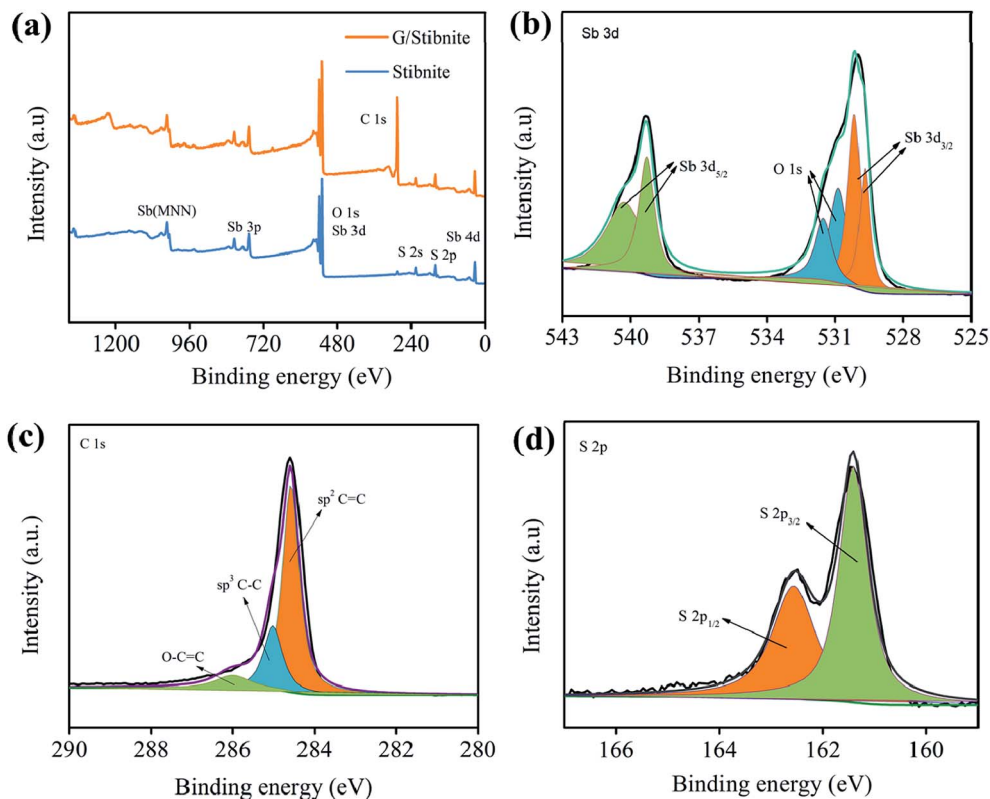 (a)
G/Stibnite
Stibnite
C 1s
Sb(MNN)
Sb 3p
O 1s
Sb 3d
S 2s
S 2p
Sb 4d
Intensity (a.u)
1200 960 720 480 240 0
Binding energy (eV)
(b)
Sb 3d
Sb 3d5/2
O 1s
Sb 3d3/2
Intensity (a.u)
543 540 537 534 531 528 525
Binding energy (eV)
(c)
C 1s
sp2 C=C
sp3 C-C
O-C=C
Intensity (a.u.)
290 288 286 284 282 280
Binding energy (eV)
(d)
S 2p
S 2p3/2
S 2p1/2
Intensity (a.u)
166 164 162 160
Binding energy (eV)